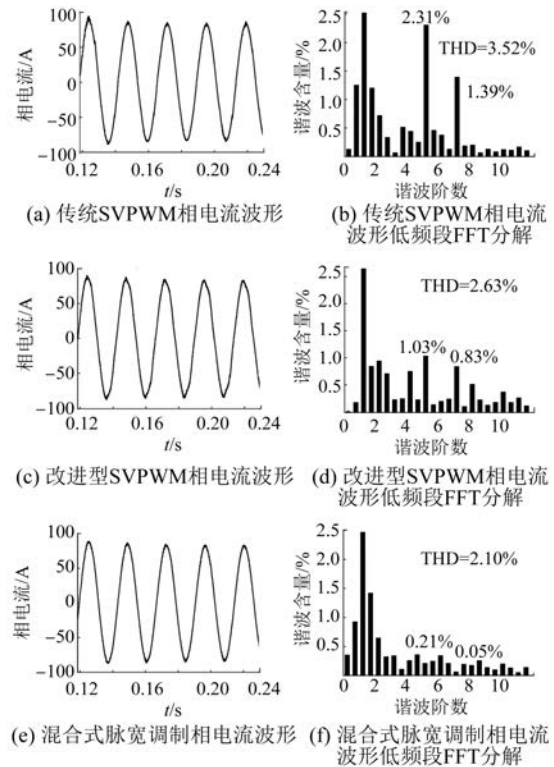 100
50
0
−50
−100
相电流/A
0.12
0.16
0.20
0.24
t/s
(a) 传统SVPWM相电流波形
2.5
2.0
1.5
1.0
0.5
谐波含量/%
2.31%
THD=3.52%
1.39%
0
2
4
6
8
10
谐波阶数
(b) 传统SVPWM相电流
波形低频段FFT分解
100
50
0
−50
−100
相电流/A
0.12
0.16
0.20
0.24
t/s
(c) 改进型SVPWM相电流波形
2.5
2.0
1.5
1.0
0.5
谐波含量/%
THD=2.63%
1.03%
0.83%
0
2
4
6
8
10
谐波阶数
(d) 改进型SVPWM相电流
波形低频段FFT分解
100
50
0
−50
−100
相电流/A
0.12
0.16
0.20
0.24
t/s
(e) 混合式脉宽调制相电流波形
2.5
2.0
1.5
1.0
0.5
谐波含量/%
THD=2.10%
0.21%
0.05%
0
2
4
6
8
10
谐波阶数
(f) 混合式脉宽调制相电流
波形低频段FFT分解